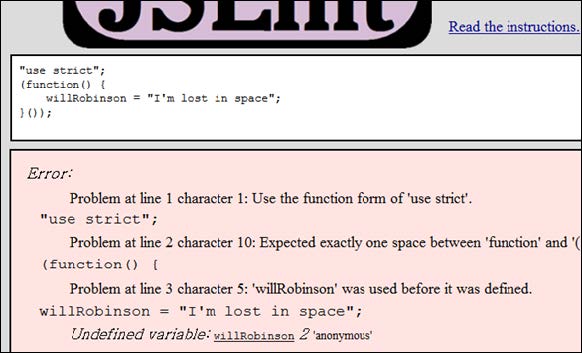 JSLint
Read the instructions.
"use strict";
(function() {
    willRobinson = "I'm lost in space";
}());
Error:
Problem at line 1 character 1: Use the function form of 'use strict'.
"use strict";
Problem at line 2 character 10: Expected exactly one space between 'function' and '(
(function() {
Problem at line 3 character 5: 'willRobinson' was used before it was defined.
willRobinson = "I'm lost in space";
Undefined variable: willRobinson 2 'anonymous'